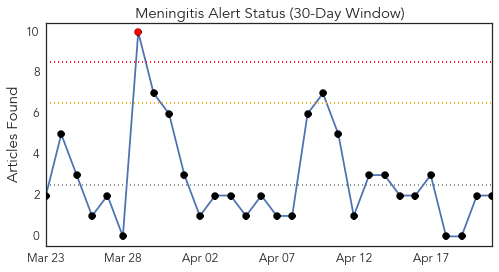 Meningitis Alert Status (30-Day Window)
Articles Found
10
8
6
4
2
0
Mar 23
Mar 28
Apr 02
Apr 07
Apr 12
Apr 17